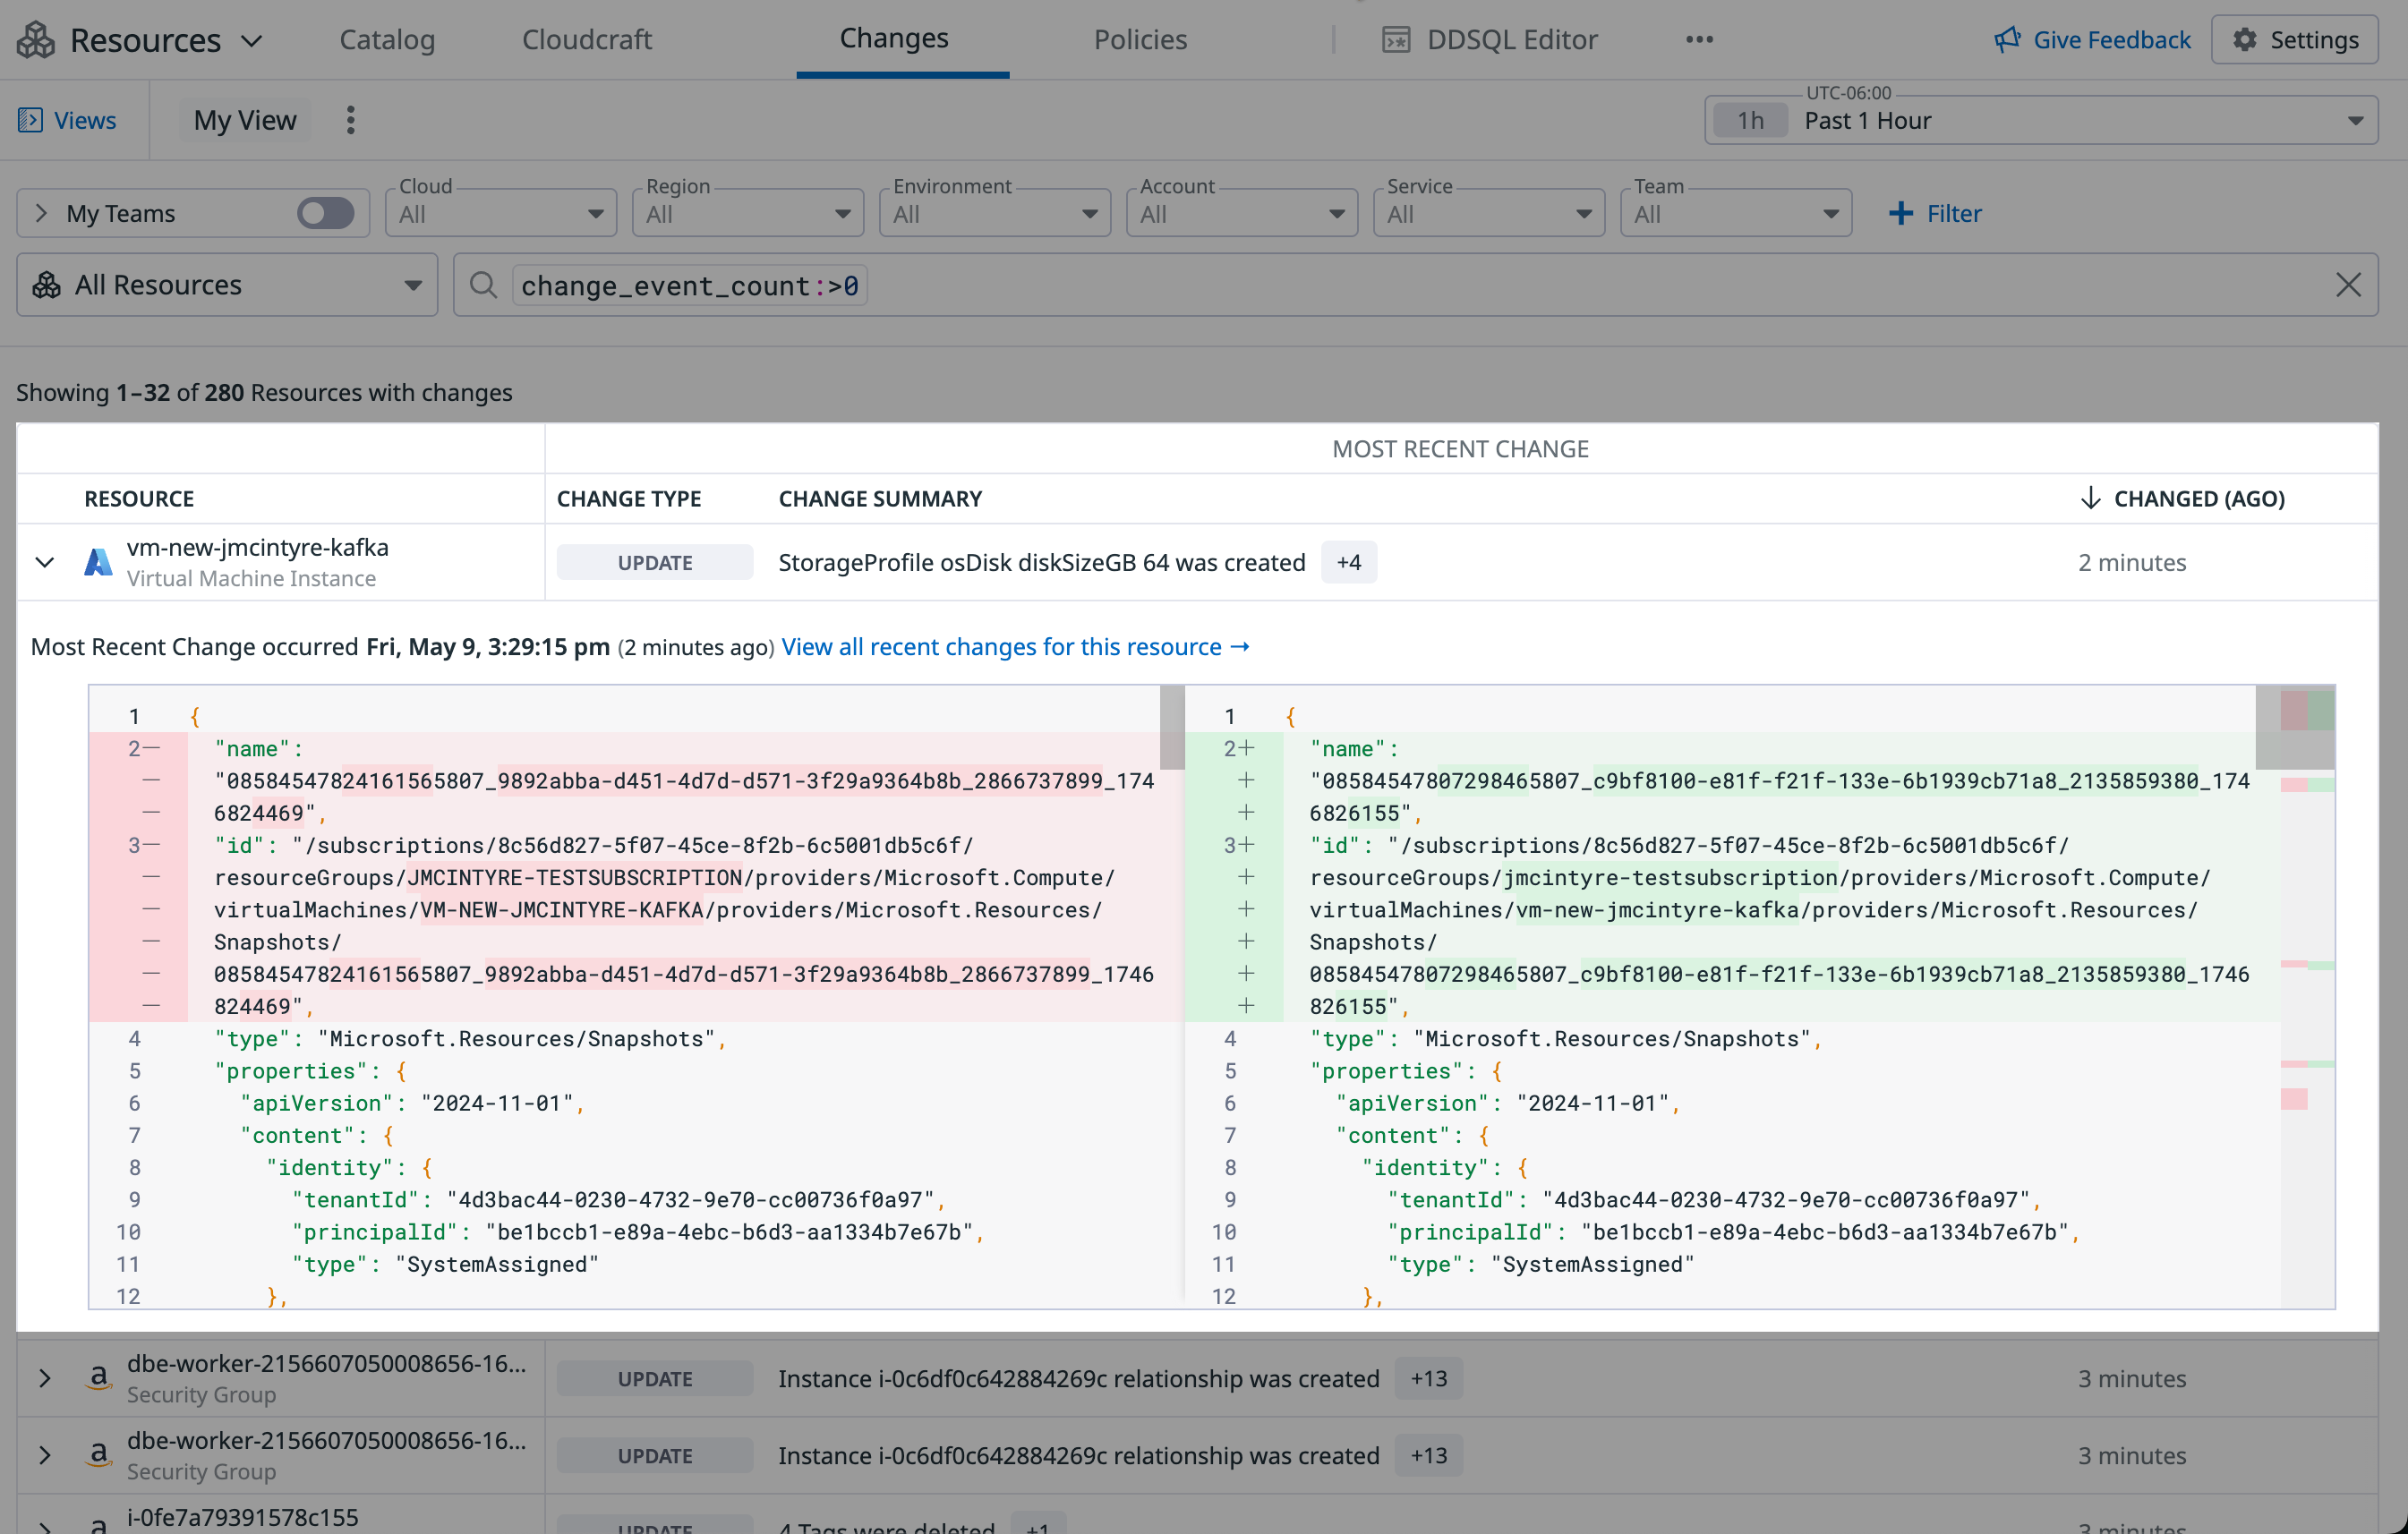 Resources Catalog Cloudcraft Changes Policies DDSQL Editor Give Feedback Settings
Views My View UTC-06:00 1h Past 1 Hour
My Teams Cloud All Region All Environment All Account All Service All Team All Filter
All Resources change_event_count:>0
Showing 1–32 of 280 Resources with changes
MOST RECENT CHANGE
RESOURCE CHANGE TYPE CHANGE SUMMARY CHANGED (AGO)
vm-new-jmcintyre-kafka
Virtual Machine Instance
UPDATE StorageProfile osDisk diskSizeGB 64 was created +4 2 minutes
Most Recent Change occurred Fri, May 9, 3:29:15 pm (2 minutes ago) View all recent changes for this resource →
1 {
2— "name":
— "08584547824161565807_9892abba-d451-4d7d-d571-3f29a9364b8b_2866737899_174
— 6824469",
3— "id": "/subscriptions/8c56d827-5f07-45ce-8f2b-6c5001db5c6f/
— resourceGroups/JMCINTYRE-TESTSUBSCRIPTION/providers/Microsoft.Compute/
— virtualMachines/VM-NEW-JMCINTYRE-KAFKA/providers/Microsoft.Resources/
— Snapshots/
— 08584547824161565807_9892abba-d451-4d7d-d571-3f29a9364b8b_2866737899_1746
— 824469",
4 "type": "Microsoft.Resources/Snapshots",
5 "properties": {
6 "apiVersion": "2024-11-01",
7 "content": {
8 "identity": {
9 "tenantId": "4d3bac44-0230-4732-9e70-cc00736f0a97",
10 "principalId": "be1bccb1-e89a-4ebc-b6d3-aa1334b7e67b",
11 "type": "SystemAssigned"
12 },
1 {
2+ "name":
+ "08584547807298465807_c9bf8100-e81f-f21f-133e-6b1939cb71a8_2135859380_174
+ 6826155",
3+ "id": "/subscriptions/8c56d827-5f07-45ce-8f2b-6c5001db5c6f/
+ resourceGroups/jmcintyre-testsubscription/providers/Microsoft.Compute/
+ virtualMachines/vm-new-jmcintyre-kafka/providers/Microsoft.Resources/
+ Snapshots/
+ 08584547807298465807_c9bf8100-e81f-f21f-133e-6b1939cb71a8_2135859380_1746
+ 826155",
4 "type": "Microsoft.Resources/Snapshots",
5 "properties": {
6 "apiVersion": "2024-11-01",
7 "content": {
8 "identity": {
9 "tenantId": "4d3bac44-0230-4732-9e70-cc00736f0a97",
10 "principalId": "be1bccb1-e89a-4ebc-b6d3-aa1334b7e67b",
11 "type": "SystemAssigned"
12 },
dbe-worker-2156607050008656-16...
Security Group
UPDATE Instance i-0c6df0c642884269c relationship was created +13 3 minutes
dbe-worker-2156607050008656-16...
Security Group
UPDATE Instance i-0c6df0c642884269c relationship was created +13 3 minutes
i-0fe7a79391578c155
UPDATE 4 Tags were deleted +1 3 minutes